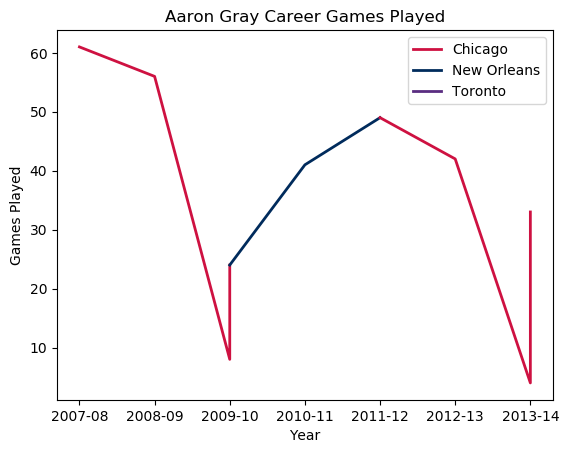 Aaron Gray Career Games Played
Chicago
New Orleans
Toronto
60
50
40
30
20
10
Games Played
2007-08 2008-09 2009-10 2010-11 2011-12 2012-13 2013-14
Year